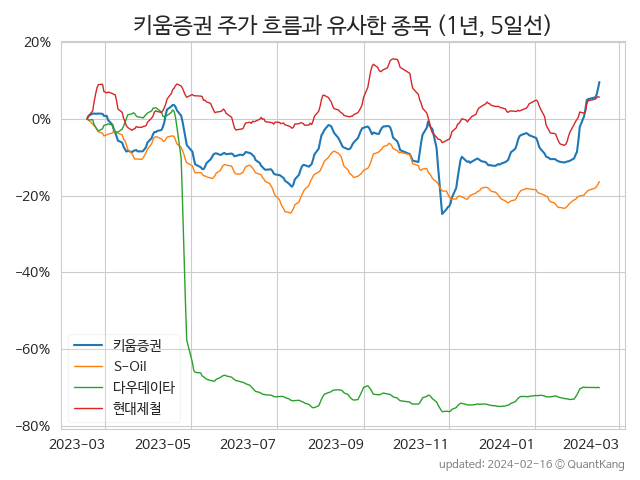 키움증권 주가 흐름과 유사한 종목 (1년, 5일선)
20%
0%
−20%
−40%
−60%
−80%
키움증권
S-Oil
다우데이타
현대제철
2023-03 2023-05 2023-07 2023-09 2023-11 2024-01 2024-03
updated: 2024-02-16 © QuantKang